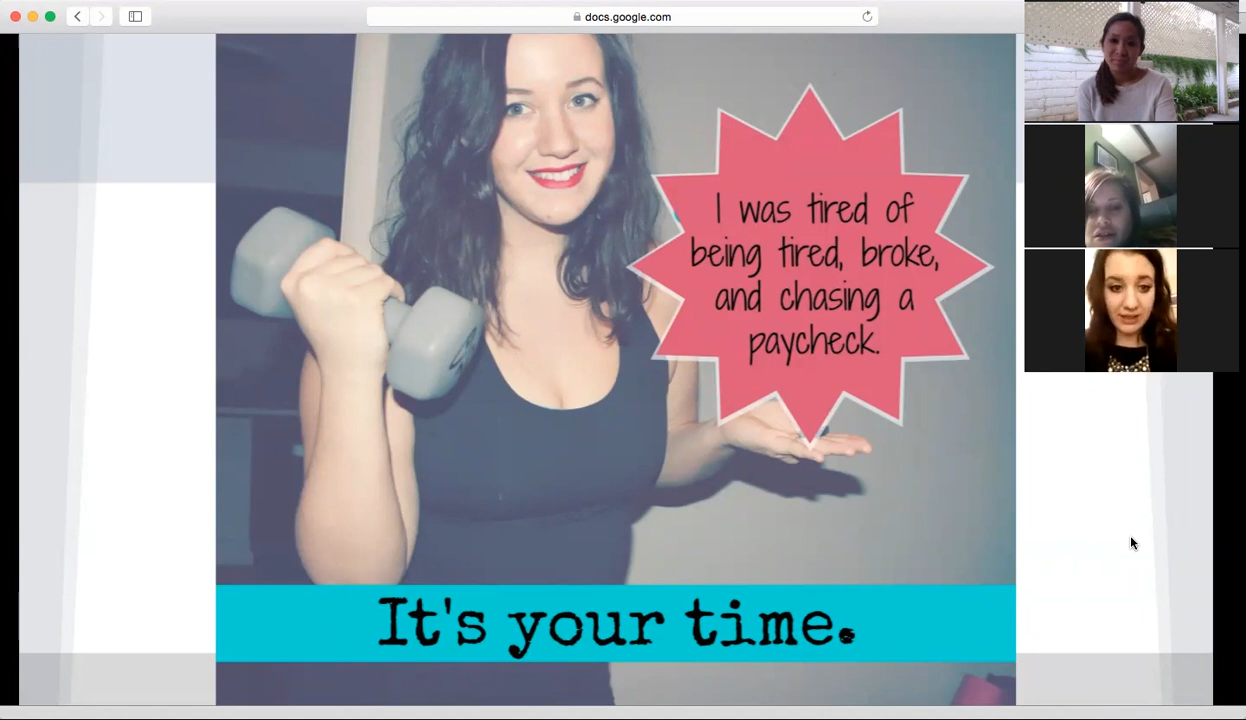 docs.google.com
I was tired of
being tired, broke,
and chasing a
paycheck.
It's your time.